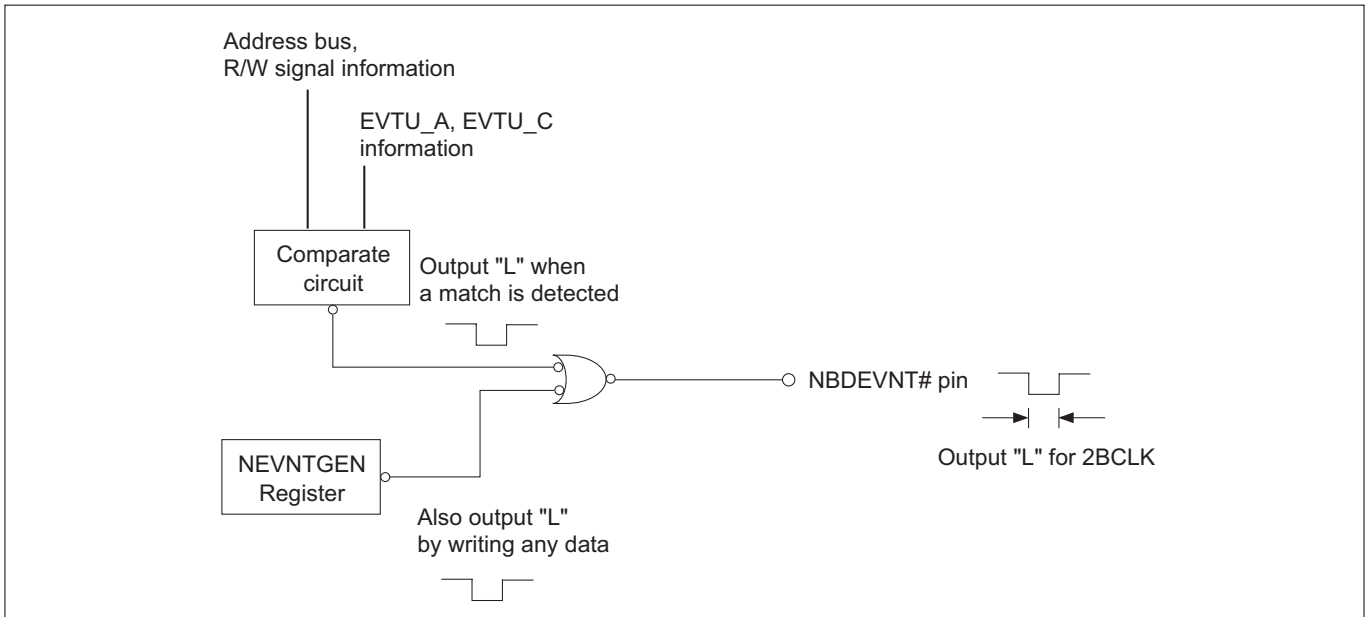 Address bus,
R/W signal information
EVTU_A, EVTU_C
information
Comparate
circuit
Output "L" when
a match is detected
NBDEVNT# pin
Output "L" for 2BCLK
NEVNTGEN
Register
Also output "L"
by writing any data